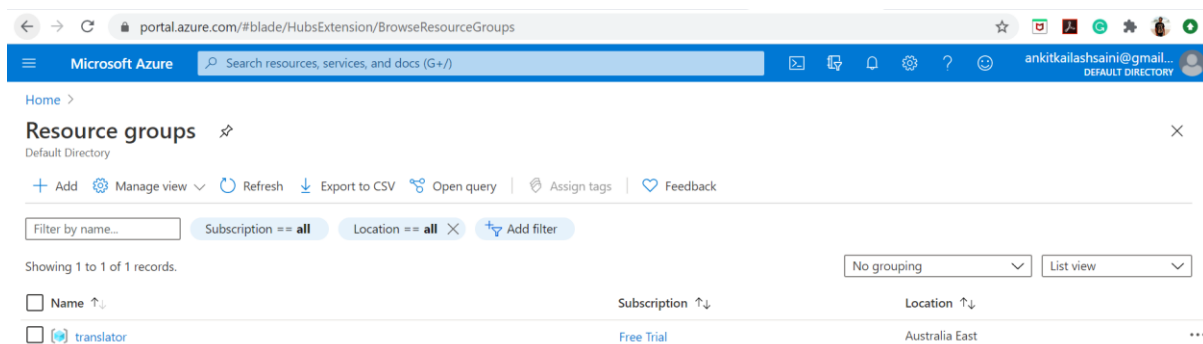 portal.azure.com/#blade/HubsExtension/BrowseResourceGroups
Microsoft Azure Search resources, services, and docs (G+/) ankitkailashsaini@gmail...
DEFAULT DIRECTORY
Home >
Resource groups
Default Directory
+ Add Manage view Refresh Export to CSV Open query Assign tags Feedback
Filter by name... Subscription == all Location == all Add filter
Showing 1 to 1 of 1 records. No grouping List view
Name ↑↓ Subscription ↑↓ Location ↑↓
translator Free Trial Australia East ...